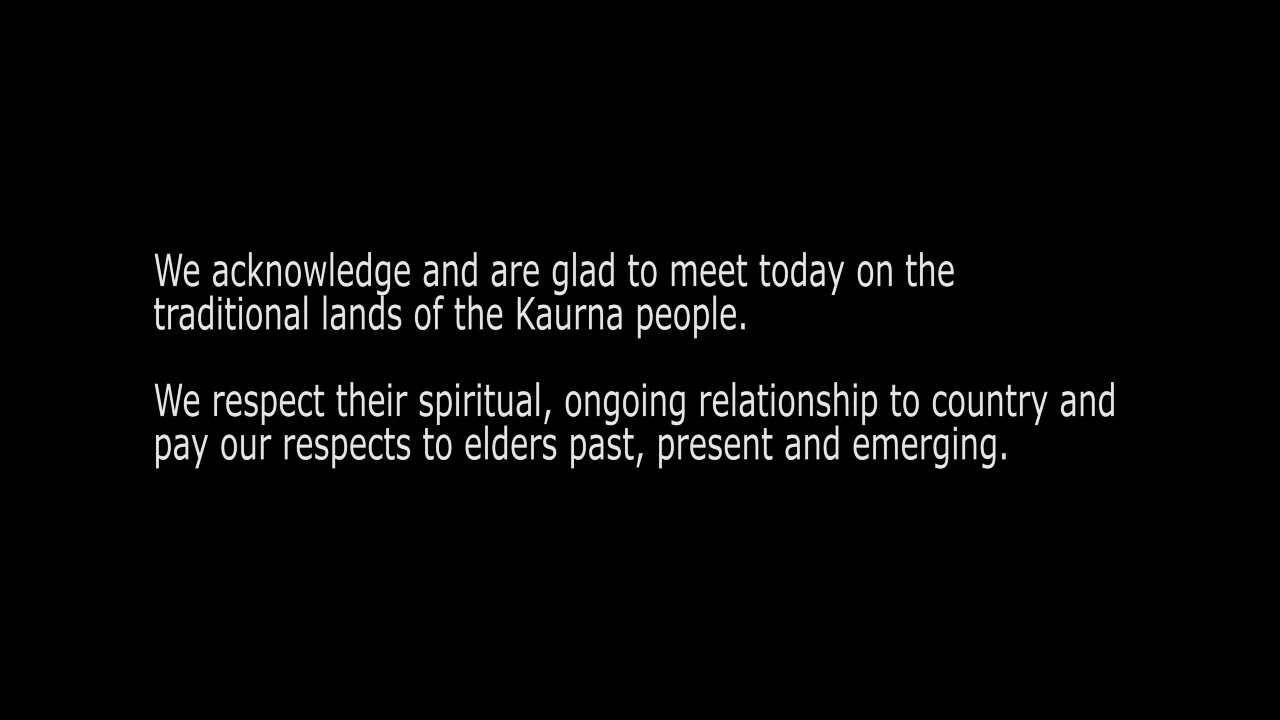 We acknowledge and are glad to meet today on the
traditional lands of the Kaurna people.
We respect their spiritual, ongoing relationship to country and
pay our respects to elders past, present and emerging.